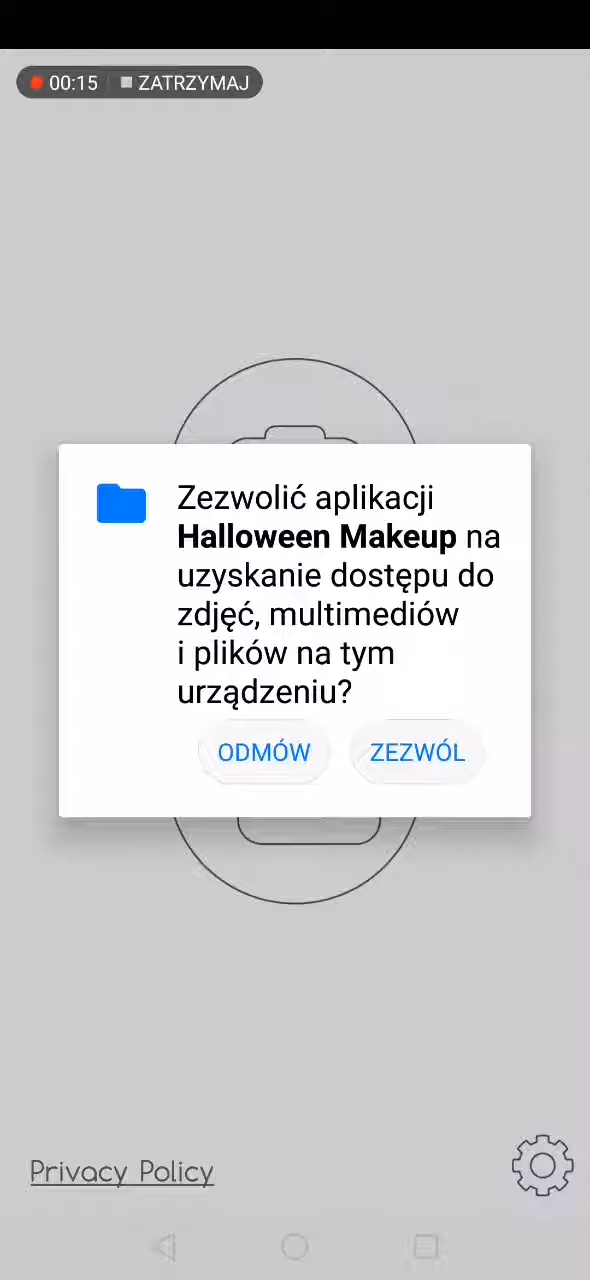 00:15 ZATRZYMAJ
Zezwolić aplikacji
Halloween Makeup na
uzyskanie dostępu do
zdjęć, multimediów
i plików na tym
urządzeniu?
ODMÓW ZEZWÓL
Privacy Policy